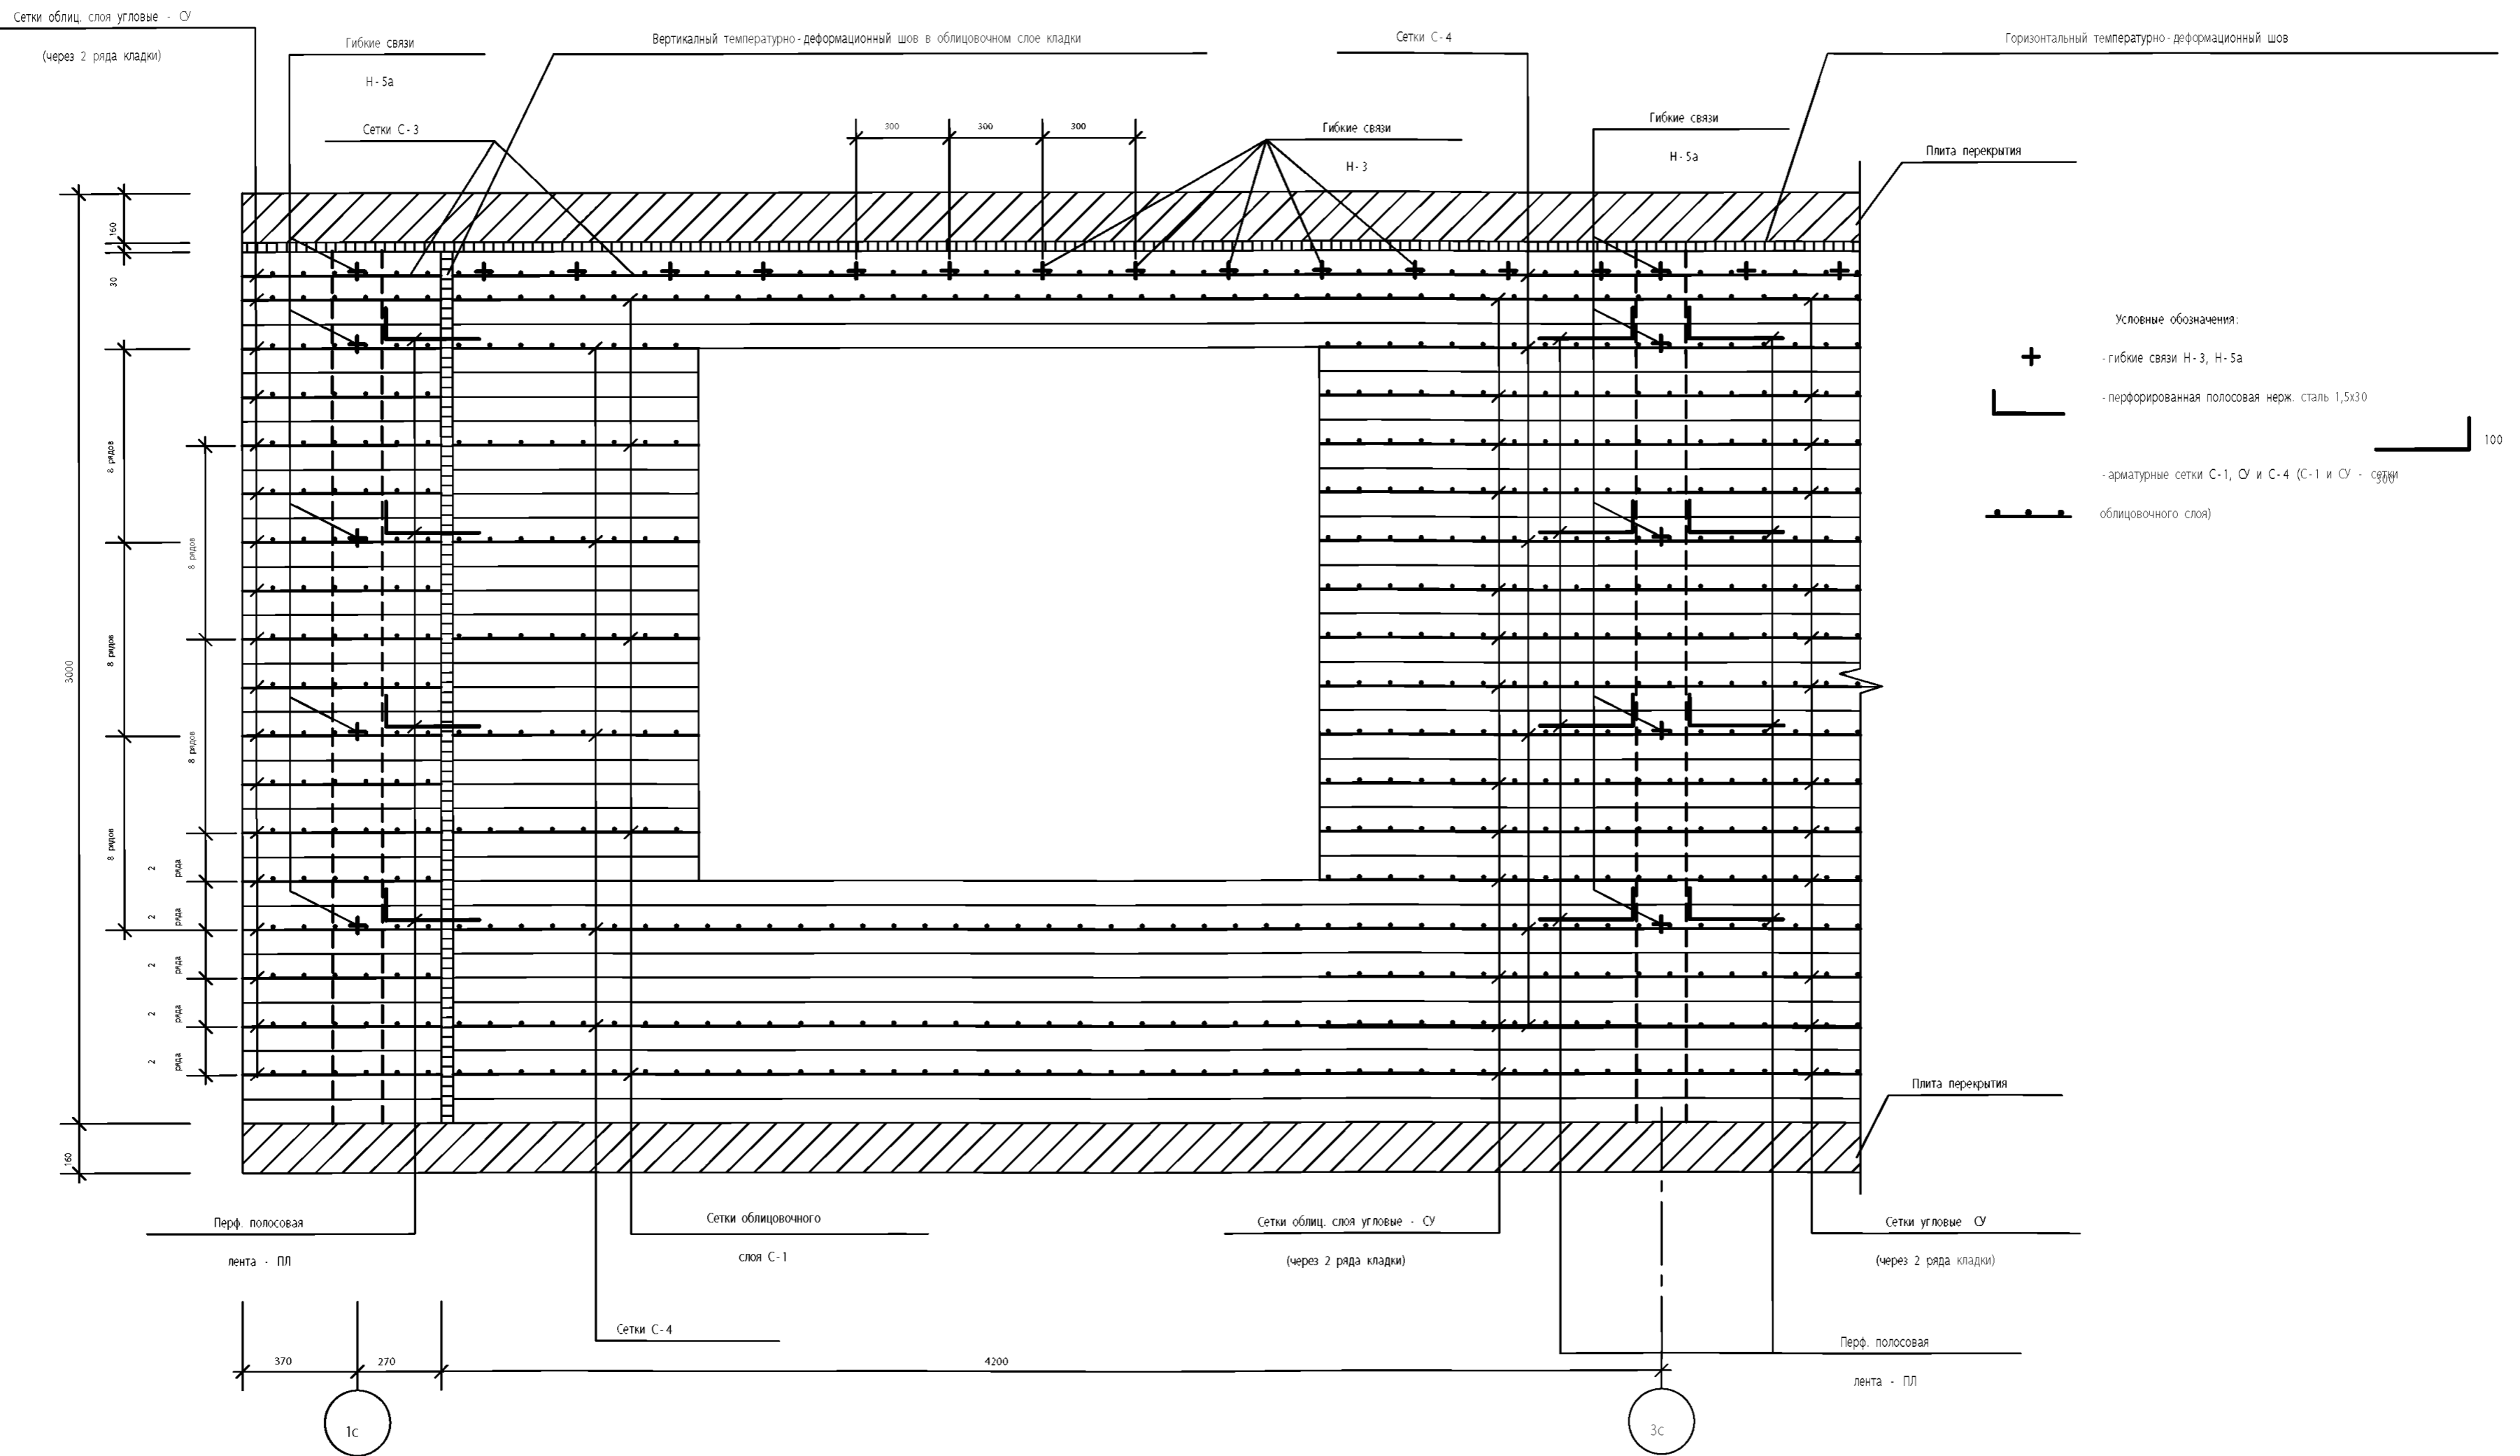 Сетки облиц. слоя угловые - СУ
(через 2 ряда кладки)
Гибкие связи
Н - 5а
Вертикалный температурно - деформационный шов в облицовочном слое кладки
Сетки С - 4
Горизонтальный температурно - деформационный шов
Сетки С - 3
300
300
300
Гибкие связи
Н - 3
Гибкие связи
Н - 5а
Плита перекрытия
160
30
3000
8 рядов
8 рядов
8 рядов
8 рядов
8 рядов
2 ряда
2 ряда
2 ряда
2 ряда
2 ряда
160
Условные обозначения:
- гибкие связи Н - 3, Н - 5а
- перфорированная полосовая нерж. сталь 1,5х30
100
300
- арматурные сетки С-1, СУ и С-4 (С-1 и СУ - сетки
облицовочного слоя)
Плита перекрытия
Перф. полосовая
лента - ПЛ
Сетки облицовочного
слоя С - 1
Сетки облиц. слоя угловые - СУ
(через 2 ряда кладки)
Сетки угловые СУ
(через 2 ряда кладки)
Сетки С - 4
Перф. полосовая
лента - ПЛ
370
270
4200
1с
3с